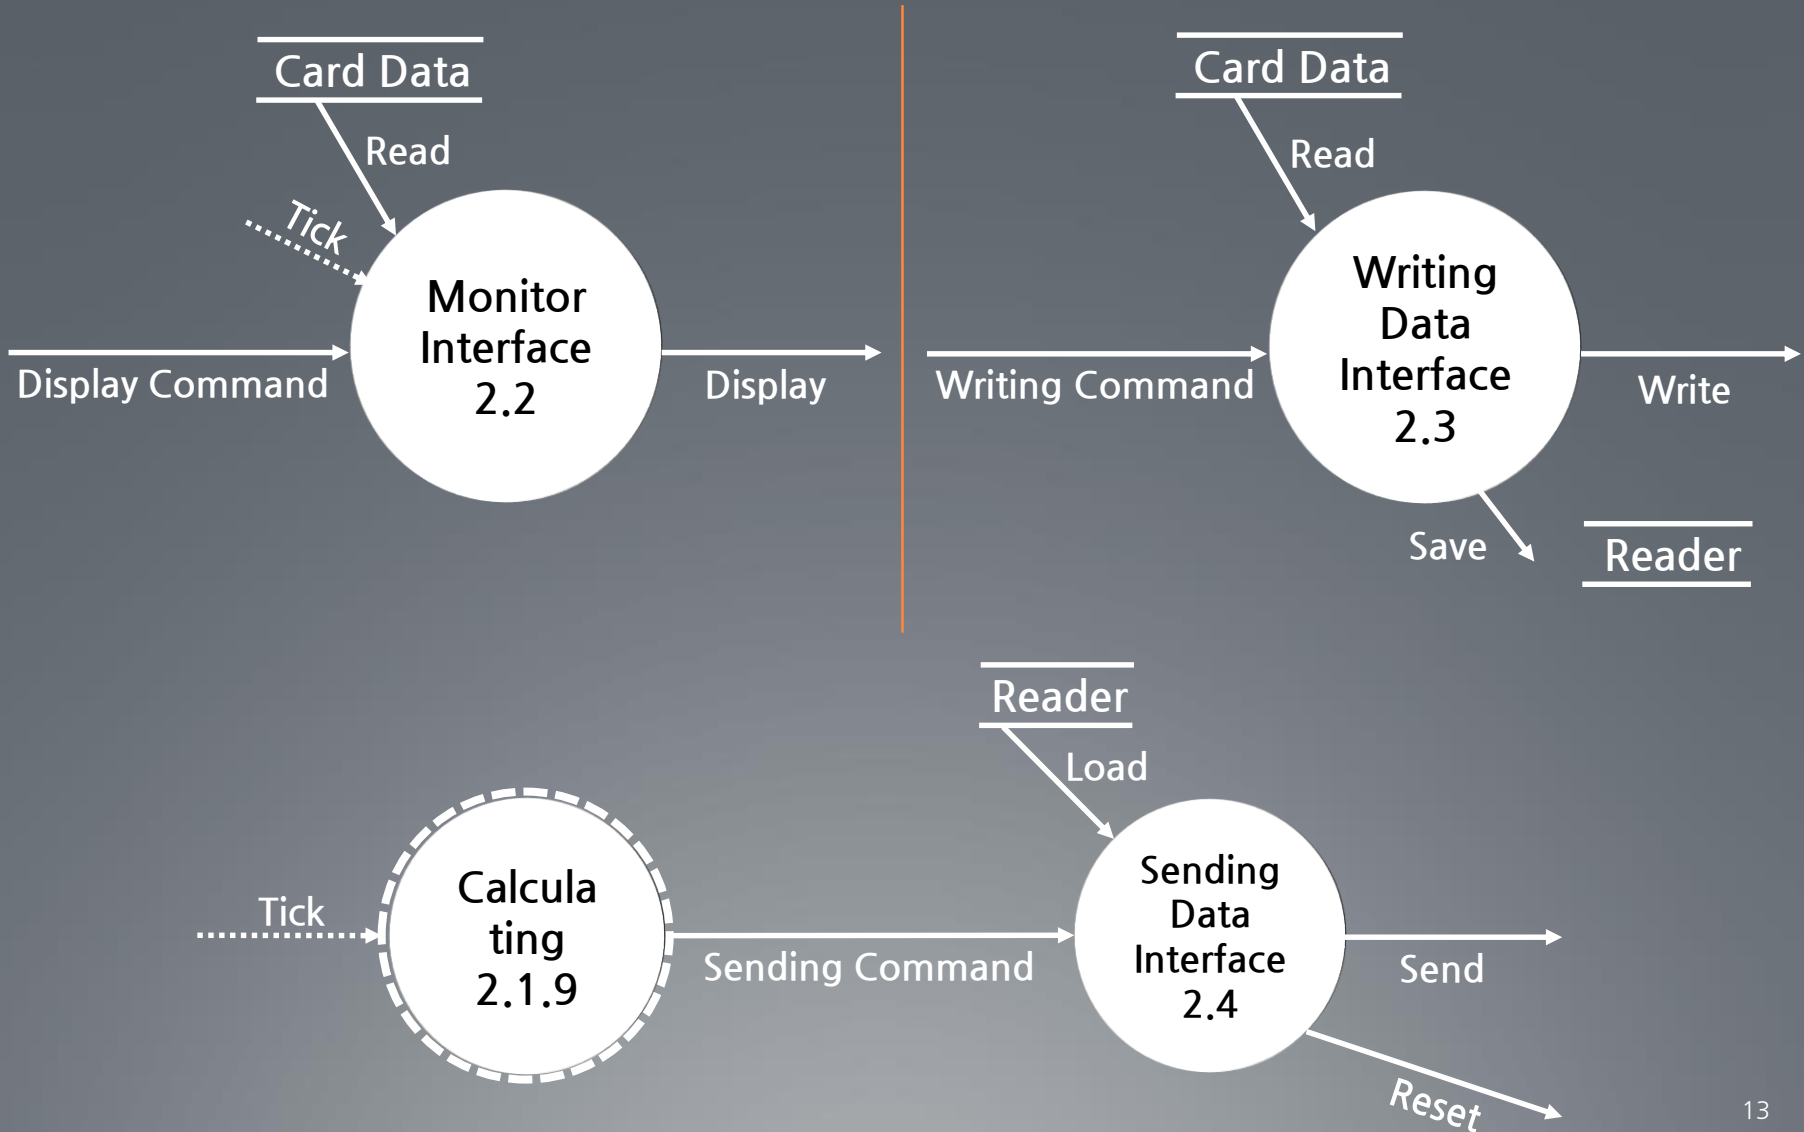 Card Data
Read
Tick
Monitor
Interface
2.2
Display Command
Display
Card Data
Read
Writing
Data
Interface
2.3
Writing Command
Write
Save
Reader
Reader
Load
Tick
Calcula
ting
2.1.9
Sending Command
Sending
Data
Interface
2.4
Send
Reset
13